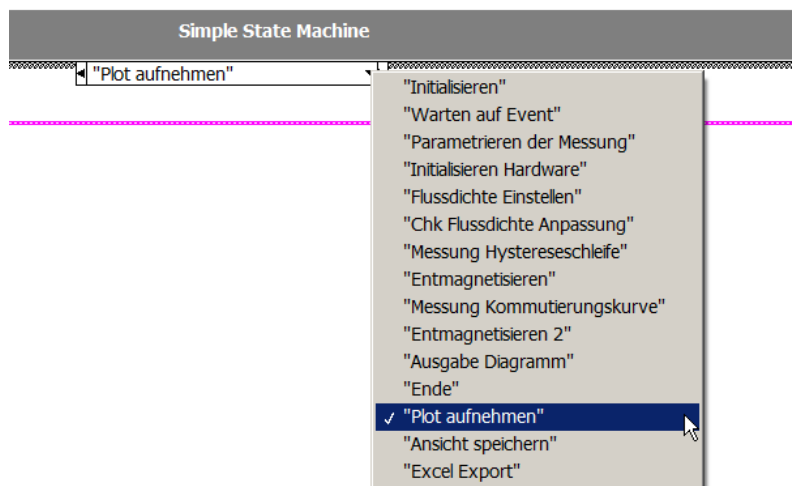 Simple State Machine
"Plot aufnehmen"
"Initialisieren"
"Warten auf Event"
"Parametrieren der Messung"
"Initialisieren Hardware"
"Flussdichte Einstellen"
"Chk Flussdichte Anpassung"
"Messung Hystereseschleife"
"Entmagnetisieren"
"Messung Kommutierungskurve"
"Entmagnetisieren 2"
"Ausgabe Diagramm"
"Ende"
"Plot aufnehmen"
"Ansicht speichern"
"Excel Export"